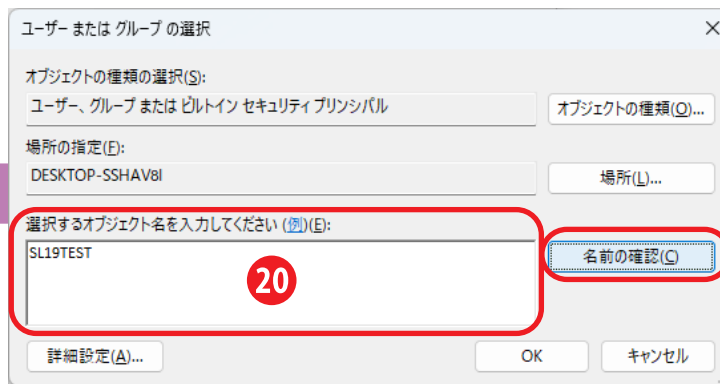 ユーザー または グループ の選択
オブジェクトの種類の選択(S):
ユーザー、グループ または ビルトイン セキュリティ プリンシパル
オブジェクトの種類(O)...
場所の指定(F):
DESKTOP-SSHAV8I
場所(L)...
選択するオブジェクト名を入力してください (例)(E):
SL19TEST
名前の確認(C)
20
詳細設定(A)...
OK
キャンセル